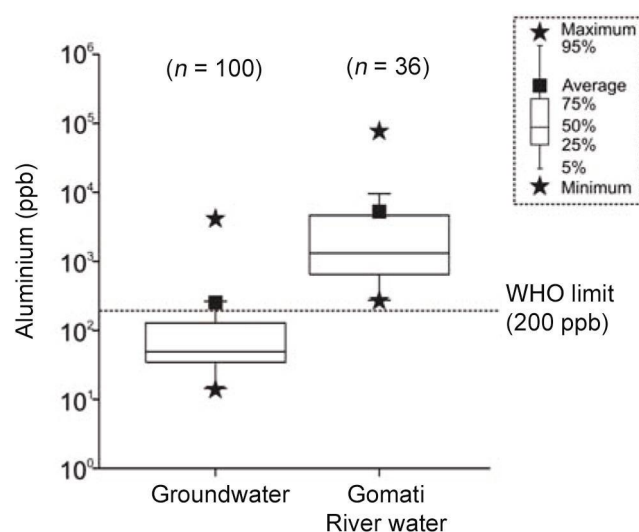 Aluminium (ppb)
10⁶
10⁵
10⁴
10³
10²
10¹
10⁰
(n = 100)
(n = 36)
Maximum
95%
Average
75%
50%
25%
5%
Minimum
WHO limit
(200 ppb)
Groundwater
Gomati
River water